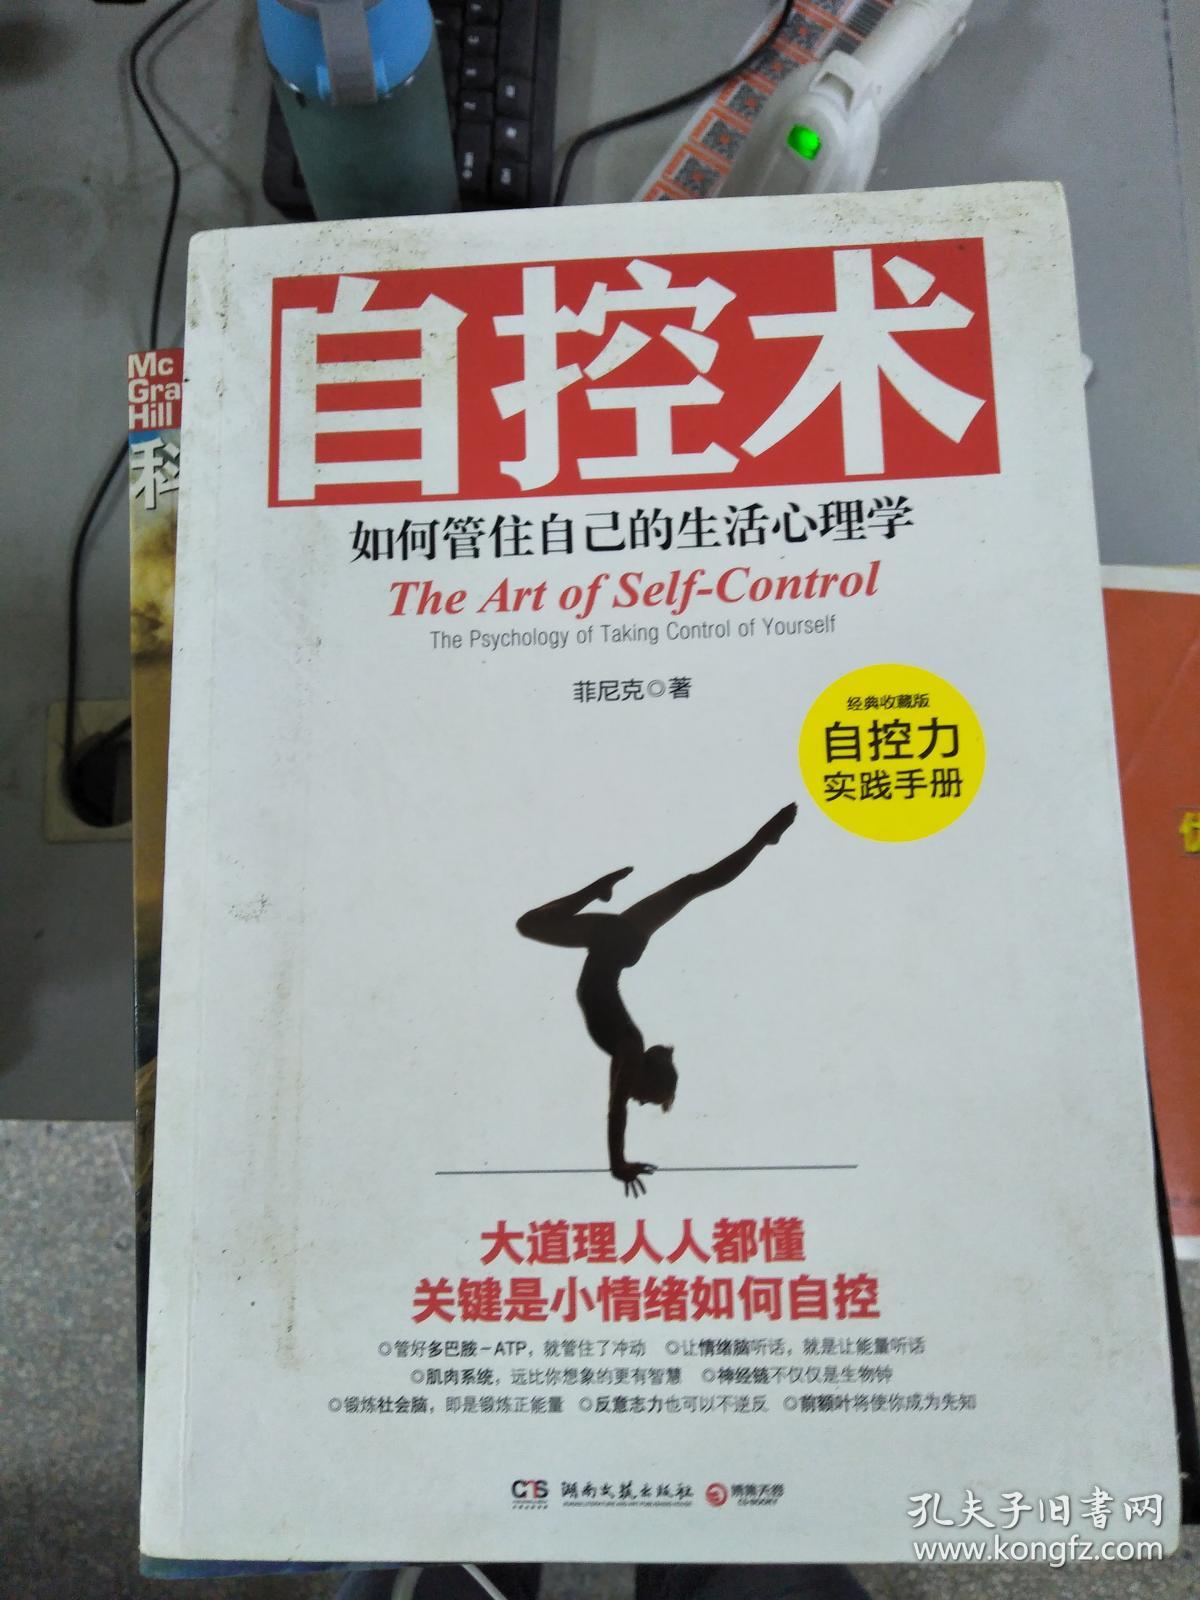 Mc
Gra
Hill
科
自控术
如何管住自己的生活心理学
The Art of Self-Control
The Psychology of Taking Control of Yourself
菲尼克◎著
经典收藏版
自控力
实践手册
大道理人人都懂
关键是小情绪如何自控
◎管好多巴胺-ATP，就管住了冲动 ◎让情绪脑听话，就是让能量听话
◎肌肉系统，远比你想象的更有智慧 ◎神经链不仅仅是生物钟
◎锻炼社会脑，即是锻炼正能量 ◎反意志力也可以不逆反 ◎前额叶将使你成为先知
湖南文艺出版社
博集天卷
CS-BOOKY
孔夫子旧书网
www.kongfz.com